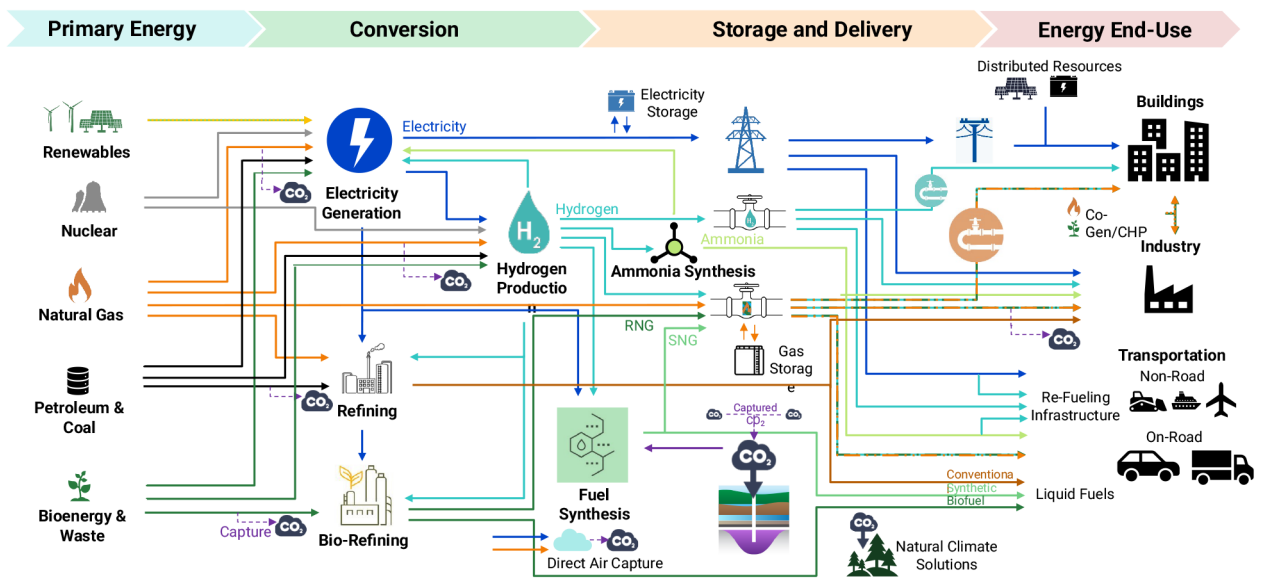 Primary Energy
Conversion
Storage and Delivery
Energy End-Use
Distributed Resources
Electricity
Storage
Buildings
Renewables
Electricity
CO2
Electricity
Generation
Nuclear
Hydrogen
H2
Co-
Gen/CHP
Ammonia
Industry
Hydrogen
Productio
n
Ammonia Synthesis
CO2
Natural Gas
RNG
SNG
CO2
Gas
Storag
e
Transportation
Non-Road
Petroleum &
Coal
CO2
Refining
Re-Fueling
Infrastructure
CO2
Captured
CO2
cp2
On-Road
CO2
Conventiona
Synthetic
Biofuel
Liquid Fuels
Fuel
Synthesis
Bioenergy &
Waste
Capture
CO2
Bio-Refining
CO2
Direct Air Capture
CO2
Natural Climate
Solutions